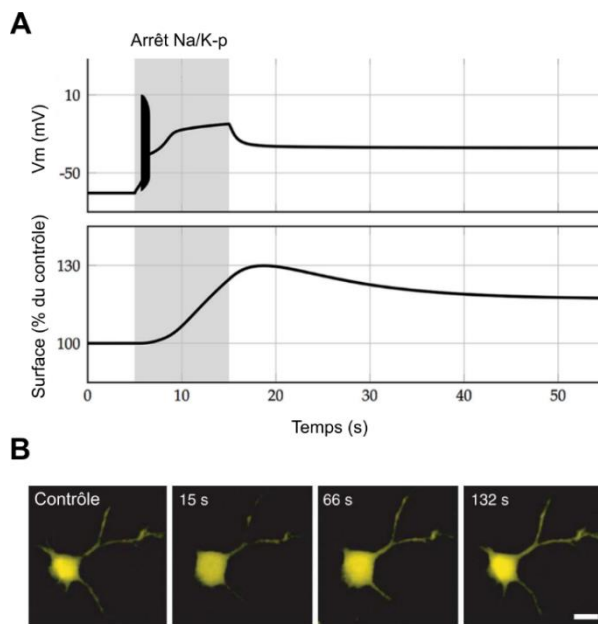 A
Arrêt Na/K-p
Vm (mV)
10
-50
Surface (% du contrôle)
130
100
0 10 20 30 40 50
Temps (s)
B
Contrôle 15 s 66 s 132 s